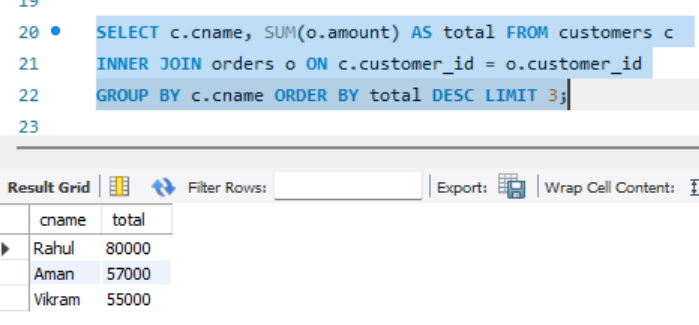 19
20 SELECT c.cname, SUM(o.amount) AS total FROM customers c
21 INNER JOIN orders o ON c.customer_id = o.customer_id
22 GROUP BY c.cname ORDER BY total DESC LIMIT 3;
23
Result Grid Filter Rows: Export: Wrap Cell Content:
cname total
Rahul 80000
Aman 57000
Vikram 55000